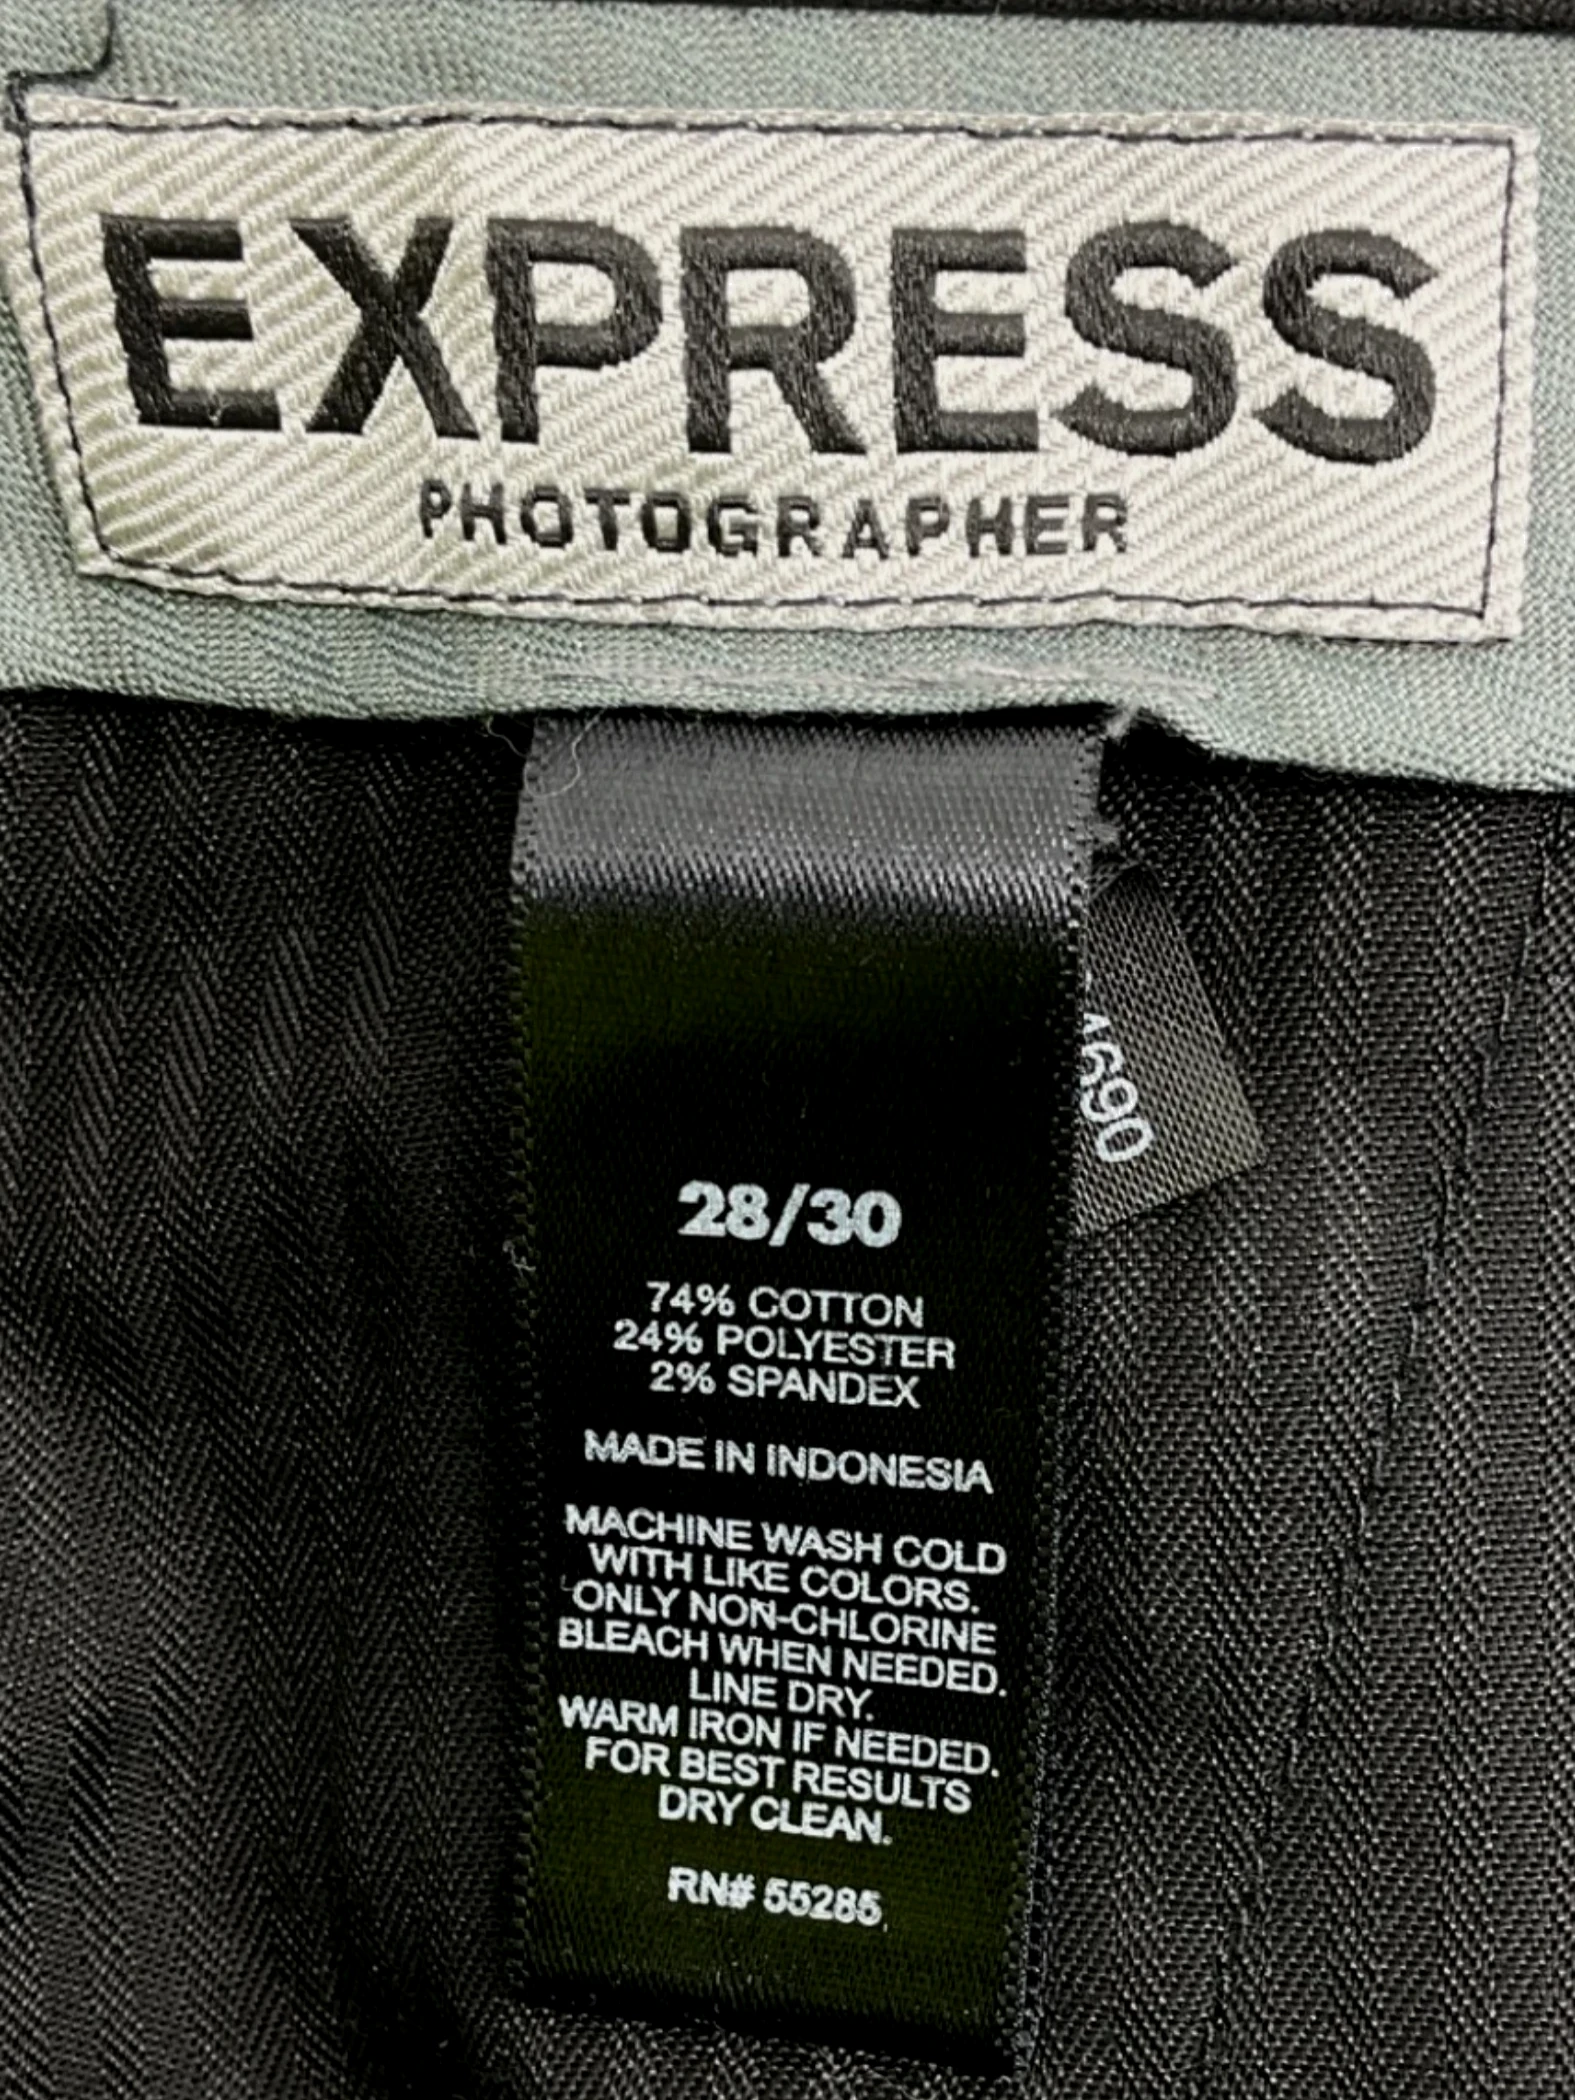 EXPRESS
PHOTOGRAPHER
28/30
74% COTTON
24% POLYESTER
2% SPANDEX
MADE IN INDONESIA
MACHINE WASH COLD
WITH LIKE COLORS.
ONLY NON-CHLORINE
BLEACH WHEN NEEDED.
LINE DRY.
WARM IRON IF NEEDED.
FOR BEST RESULTS
DRY CLEAN.
RN# 55285